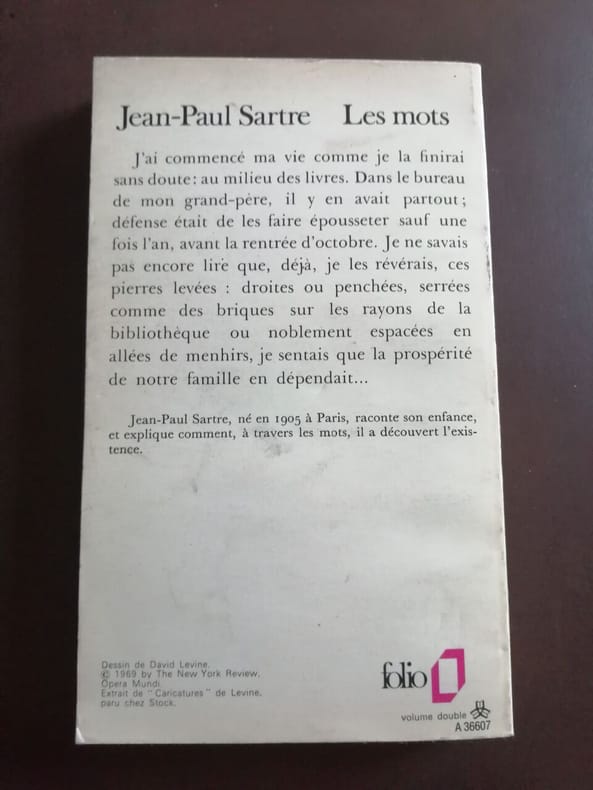 Jean-Paul Sartre Les mots
J'ai commencé ma vie comme je la finirai
sans doute: au milieu des livres. Dans le bureau
de mon grand-père, il y en avait partout;
défense était de les faire épousseter sauf une
fois l'an, avant la rentrée d'octobre. Je ne savais
pas encore lire que, déjà, je les révérais, ces
pierres levées : droites ou penchées, serrées
comme des briques sur les rayons de la
bibliothèque ou noblement espacées en
allées de menhirs, je sentais que la prospérité
de notre famille en dépendait...
Jean-Paul Sartre, né en 1905 à Paris, raconte son enfance,
et explique comment, à travers les mots, il a découvert l'exis-
tence.
Dessin de David Levine.
© 1969 by The New York Review.
Opera Mundi.
Extrait de "Caricatures" de Levine.
paru chez Stock.
folio
volume double
A 36607